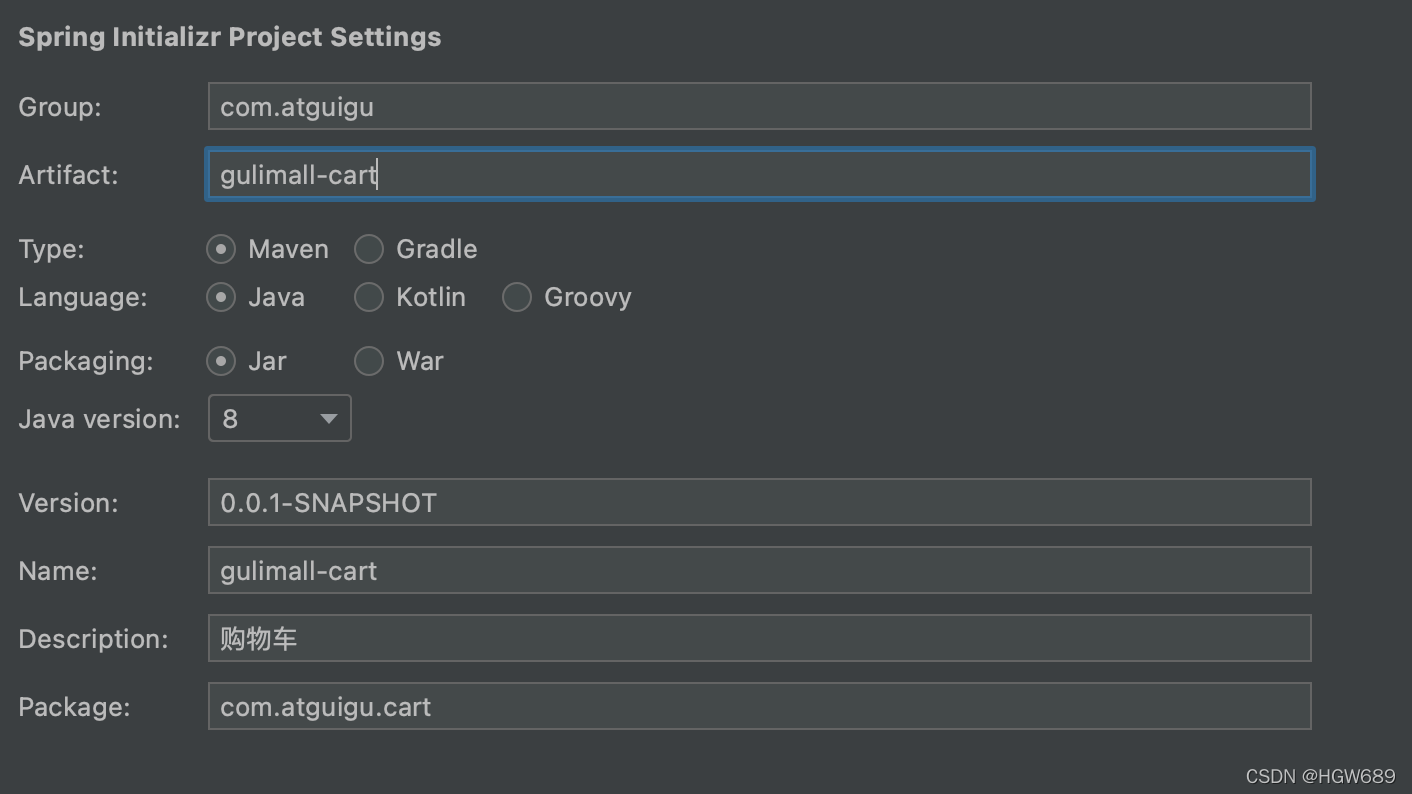 Spring Initializr Project Settings
Group: com.atguigu
Artifact: gulimall-cart
Type: Maven Gradle
Language: Java Kotlin Groovy
Packaging: Jar War
Java version: 8
Version: 0.0.1-SNAPSHOT
Name: gulimall-cart
Description: 购物车
Package: com.atguigu.cart
CSDN @HGW689